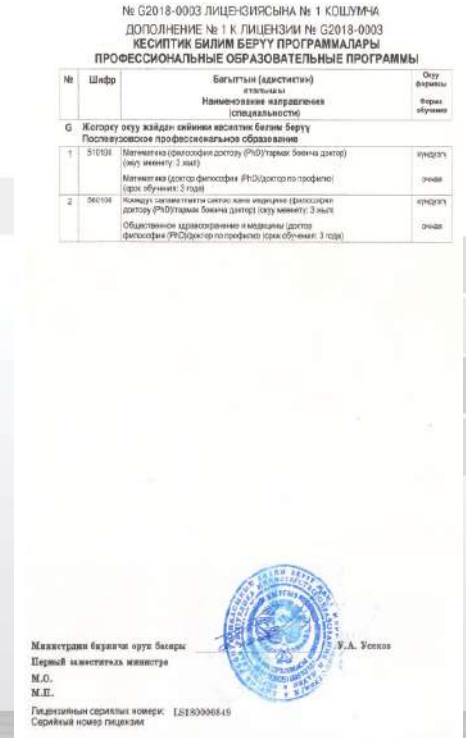 № G2018-0003 ЛИЦЕНЗИЯСЫНА № 1 КОШУМЧА
ДОПОЛНЕНИЕ № 1 К ЛИЦЕНЗИИ № G2018-0003
КЕСИПТИК БИЛИМ БЕРҮҮ ПРОГРАММАЛАРЫ
ПРОФЕССИОНАЛЬНЫЕ ОБРАЗОВАТЕЛЬНЫЕ ПРОГРАММЫ
№ Шифр Багыттын (адистиктин) аталышы Наименование направления (специальности) Окуу формасы Форма обучения
G Жогорку окуу жайдан кийинки кесиптик билим берүү
Послевузовское профессиональное образование
1 510100 Математика (философия доктору (PhD)/тармак боюнча доктор) күндүзгү
(окуу мөөнөтү: 3 жыл)
Математика (доктор философии (PhD)/доктор по профилю) очная
(срок обучения: 3 года)
2 560100 Коомдук саламаттыкты сактоо жана медицина (философия күндүзгү
доктору (PhD)/тармак боюнча доктор) (окуу мөөнөтү: 3 жыл)
Общественное здравоохранение и медицины (доктор очная
философии (PhD)/доктор по профилю) (срок обучения: 3 года)
Министрдин биринчи орун басары У.А. Усенов
Первый заместитель министра
М.О.
М.П.
Лицензиянын сериялык номери: LS180000849
Серийный номер лицензии